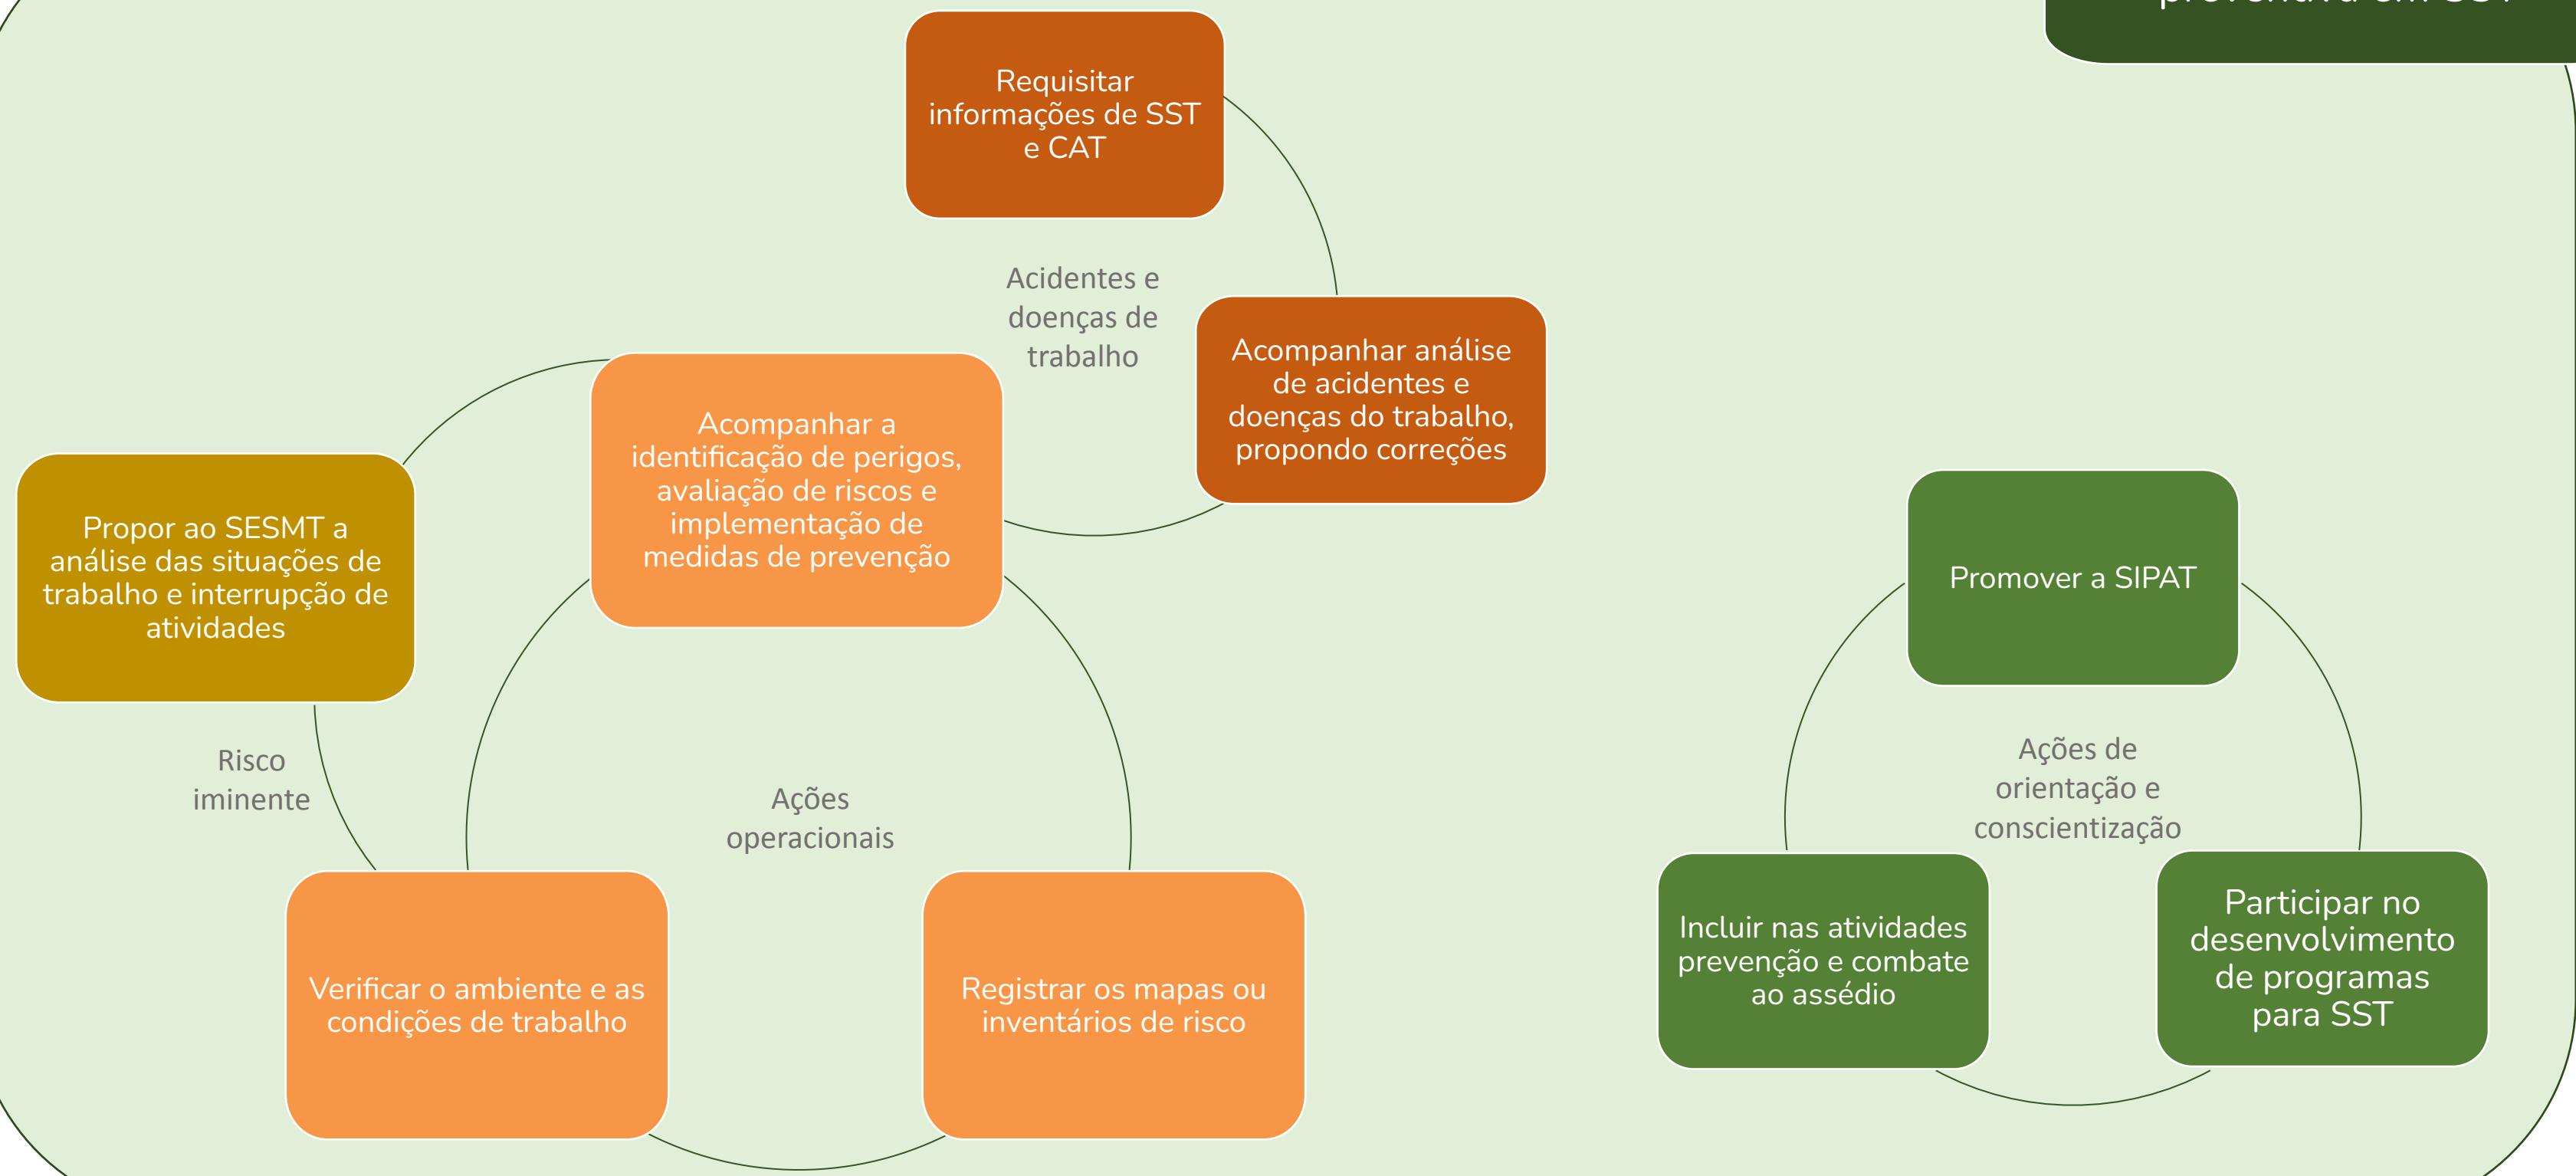 preventiva em SST
Requisitar
informações de SST
e CAT
Acidentes e
doenças de
trabalho
Acompanhar análise
de acidentes e
doenças do trabalho,
propondo correções
Acompanhar a
identificação de perigos,
avaliação de riscos e
implementação de
medidas de prevenção
Propor ao SESMT a
análise das situações de
trabalho e interrupção de
atividades
Risco
iminente
Ações
operacionais
Verificar o ambiente e as
condições de trabalho
Registrar os mapas ou
inventários de risco
Promover a SIPAT
Ações de
orientação e
conscientização
Incluir nas atividades
prevenção e combate
ao assédio
Participar no
desenvolvimento
de programas
para SST